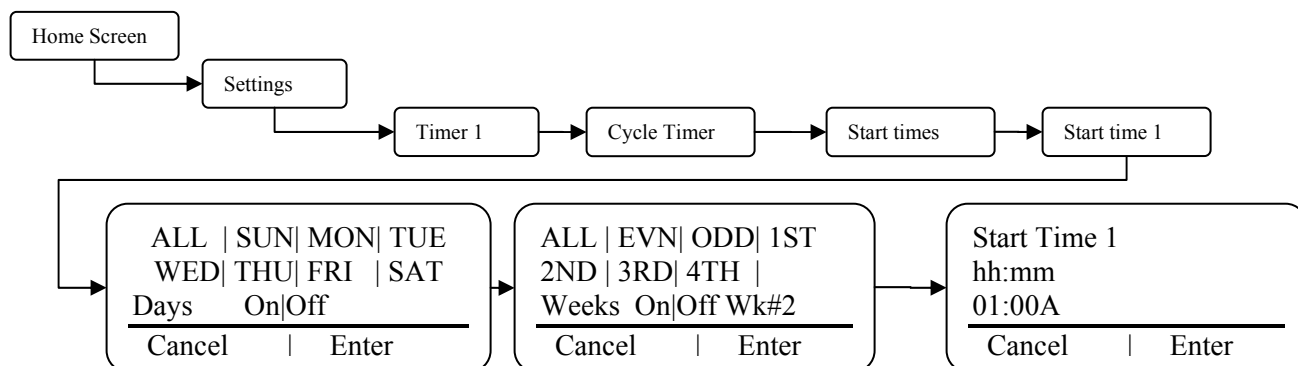 Home Screen
Settings
Timer 1
Cycle Timer
Start times
Start time 1
ALL | SUN| MON| TUE
WED| THU| FRI | SAT
Days On|Off
Cancel | Enter
ALL | EVN| ODD| 1ST
2ND | 3RD| 4TH |
Weeks On|Off Wk#2
Cancel | Enter
Start Time 1
hh:mm
01:00A
Cancel | Enter